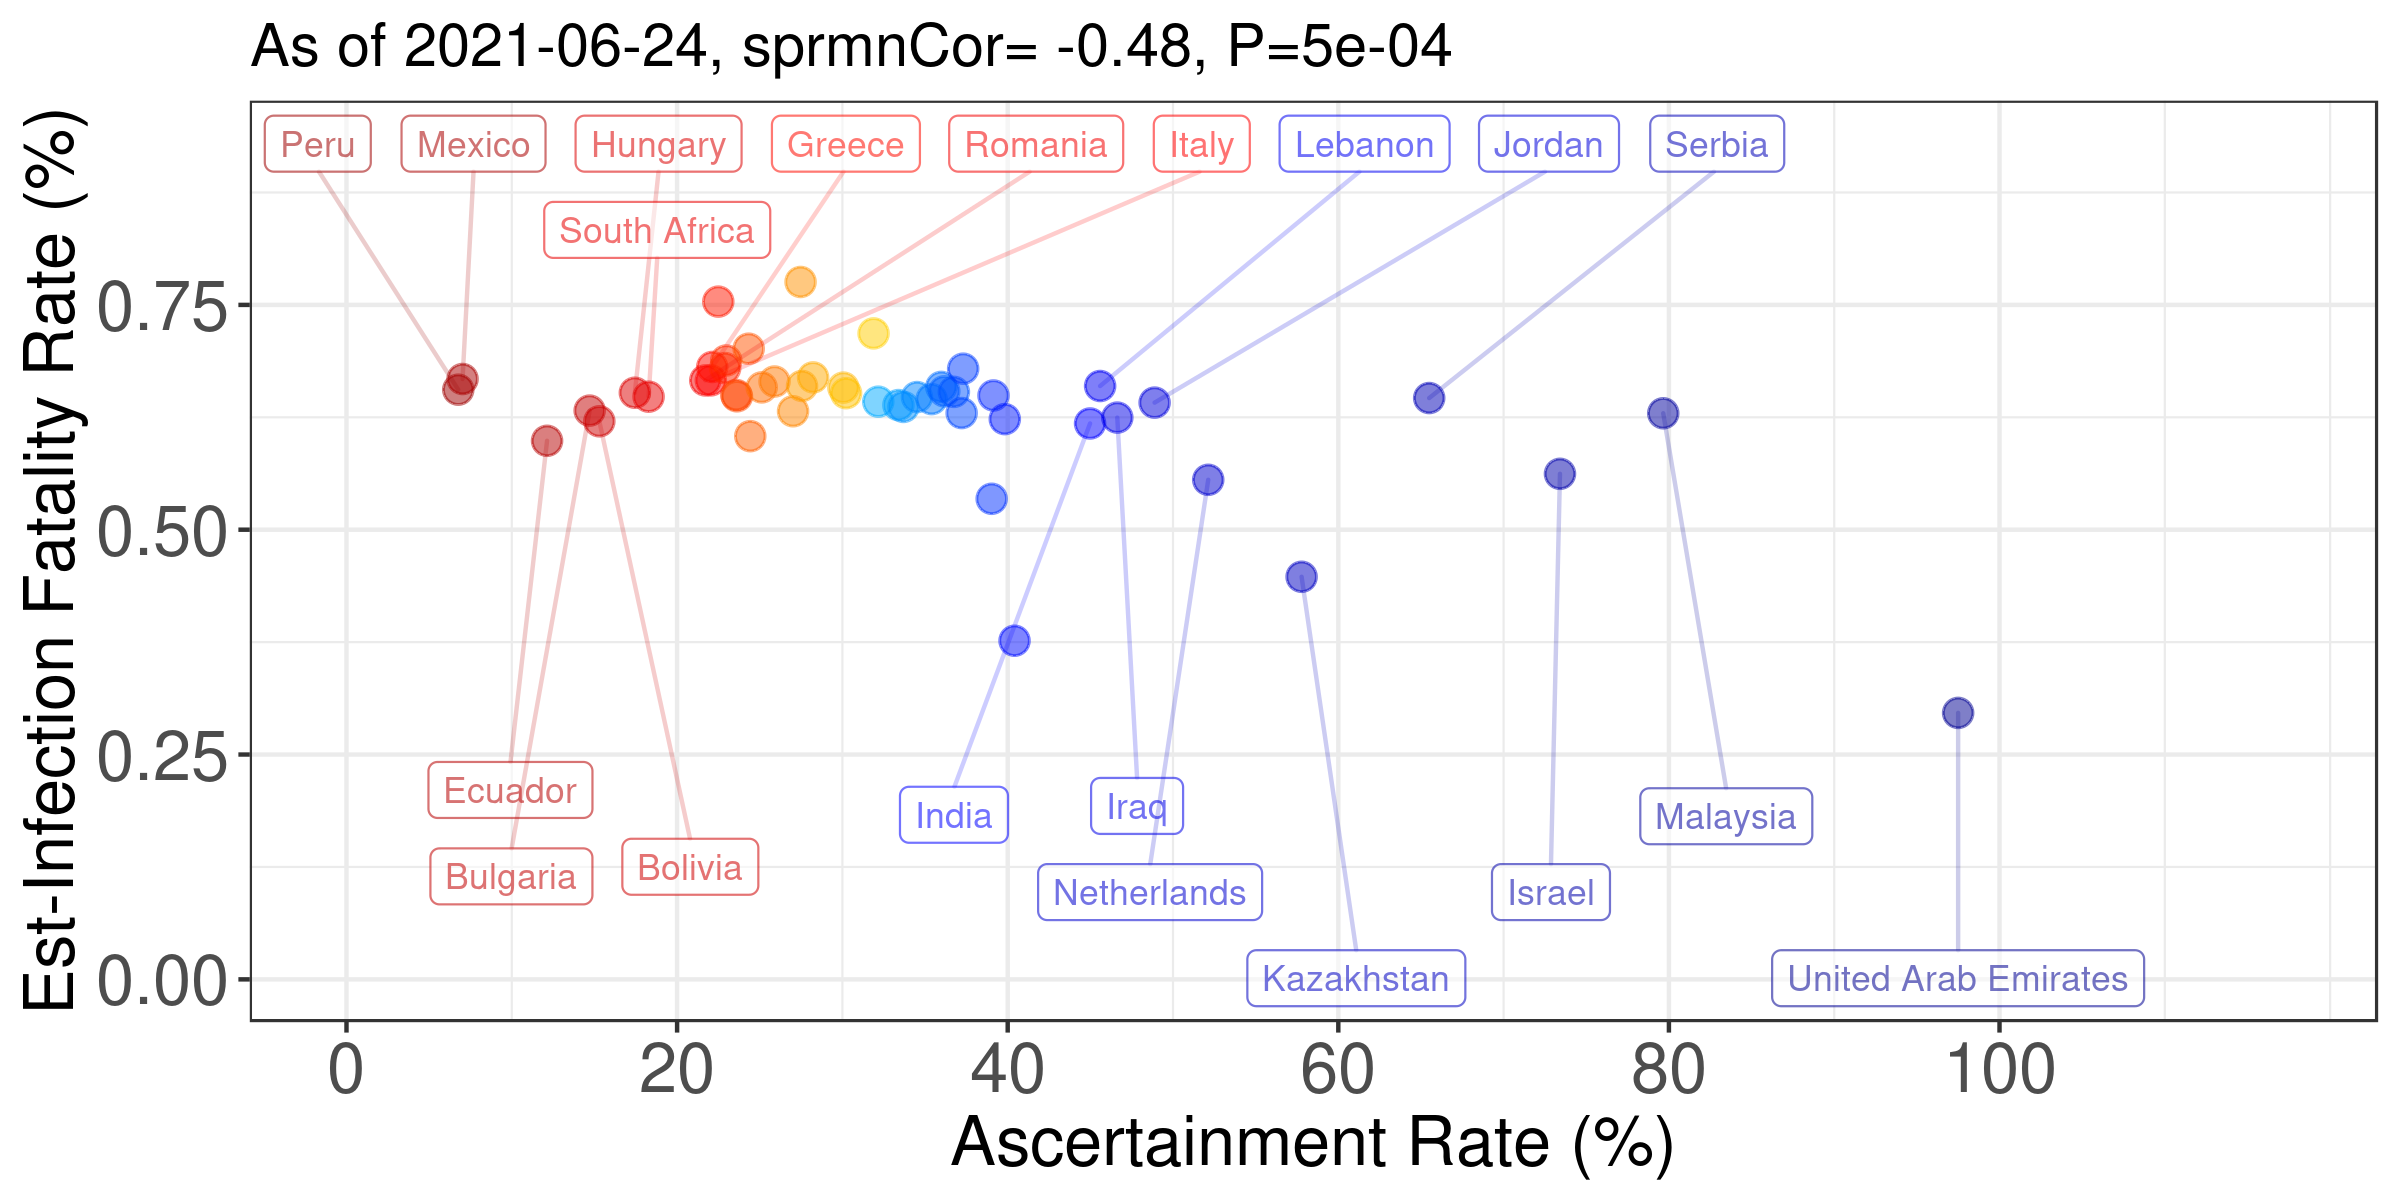 As of 2021-06-24, sprmnCor= -0.48, P=5e-04
Est-Infection Fatality Rate (%)
Peru
Mexico
Hungary
Greece
Romania
Italy
Lebanon
Jordan
Serbia
South Africa
0.75
0.50
0.25
0.00
Ecuador
India
Iraq
Malaysia
Bulgaria
Bolivia
Netherlands
Israel
Kazakhstan
United Arab Emirates
0
20
40
60
80
100
Ascertainment Rate (%)